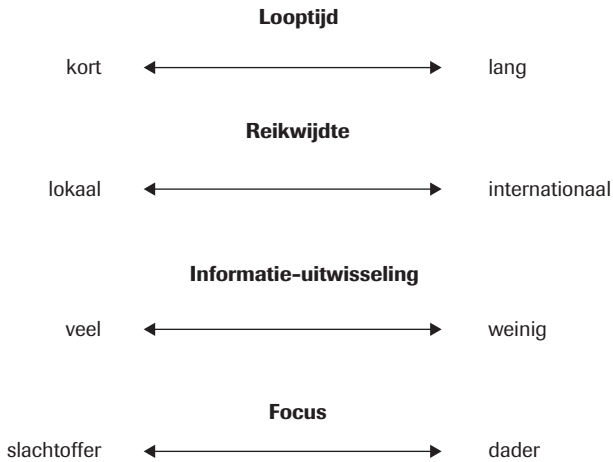 Looptijd
kort lang
Reikwijdte
lokaal internationaal
Informatie-uitwisseling
veel weinig
Focus
slachtoffer dader